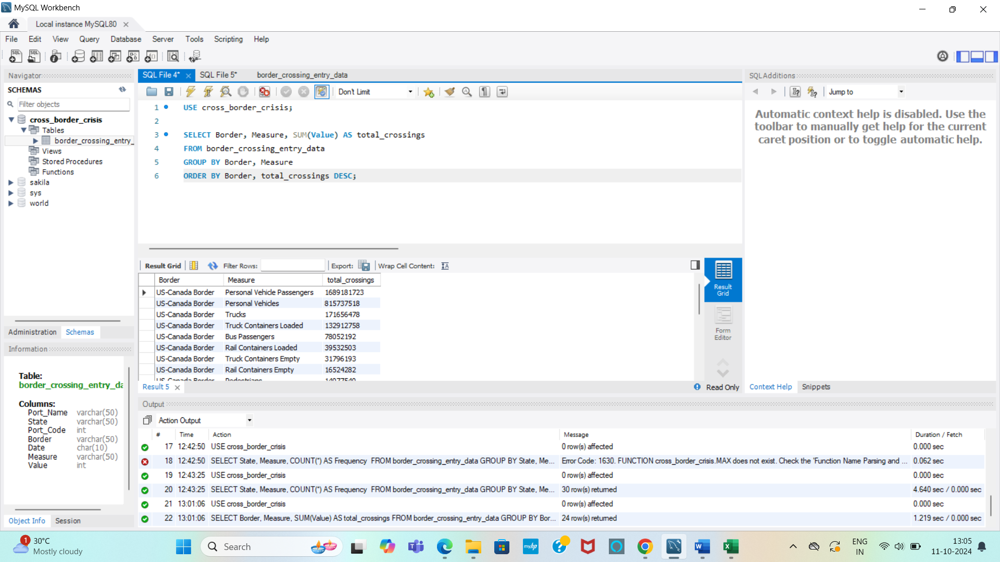 MySQL Workbench
Local instance MySQL80
File Edit View Query Database Server Tools Scripting Help
Navigator
SCHEMAS
Filter objects
cross_border_crisis
Tables
border_crossing_entry_
Views
Stored Procedures
Functions
sakila
sys
world
Administration Schemas
Information
Table:
border_crossing_entry_da
Columns:
Port_Name varchar(50)
State varchar(50)
Port_Code int
Border varchar(50)
Date char(10)
Measure varchar(50)
Value int
Object Info Session
SQL File 4* SQL File 5* border_crossing_entry_data
Don't Limit
1 USE cross_border_crisis;
2
3 SELECT Border, Measure, SUM(Value) AS total_crossings
4 FROM border_crossing_entry_data
5 GROUP BY Border, Measure
6 ORDER BY Border, total_crossings DESC;
Result Grid Filter Rows: Export: Wrap Cell Content:
Border Measure total_crossings
US-Canada Border Personal Vehicle Passengers 1689181723
US-Canada Border Personal Vehicles 815737518
US-Canada Border Trucks 171656478
US-Canada Border Truck Containers Loaded 132912758
US-Canada Border Bus Passengers 78052192
US-Canada Border Rail Containers Loaded 39532503
US-Canada Border Truck Containers Empty 31796193
US-Canada Border Rail Containers Empty 16524282
US-Canada Border Pedestrians 14077540
Result Grid
Form Editor
Result 5
Read Only
SQLAdditions
Jump to
Automatic context help is disabled. Use the
toolbar to manually get help for the current
caret position or to toggle automatic help.
Context Help Snippets
Output
Action Output
# Time Action Message Duration / Fetch
17 12:42:50 USE cross_border_crisis 0 row(s) affected 0.000 sec
18 12:42:50 SELECT State, Measure, COUNT(*) AS Frequency FROM border_crossing_entry_data GROUP BY State, Me... Error Code: 1630. FUNCTION cross_border_crisis.MAX does not exist. Check the 'Function Name Parsing and ... 0.062 sec
19 12:43:25 USE cross_border_crisis 0 row(s) affected 0.000 sec
20 12:43:25 SELECT State, Measure, COUNT(*) AS Frequency FROM border_crossing_entry_data GROUP BY State, Me... 30 row(s) returned 4.640 sec / 0.000 sec
21 13:01:06 USE cross_border_crisis 0 row(s) affected 0.000 sec
22 13:01:06 SELECT Border, Measure, SUM(Value) AS total_crossings FROM border_crossing_entry_data GROUP BY Bor... 24 row(s) returned 1.219 sec / 0.000 sec
1
30°C
Mostly cloudy
Search
myhp
ENG
IN
13:05
11-10-2024